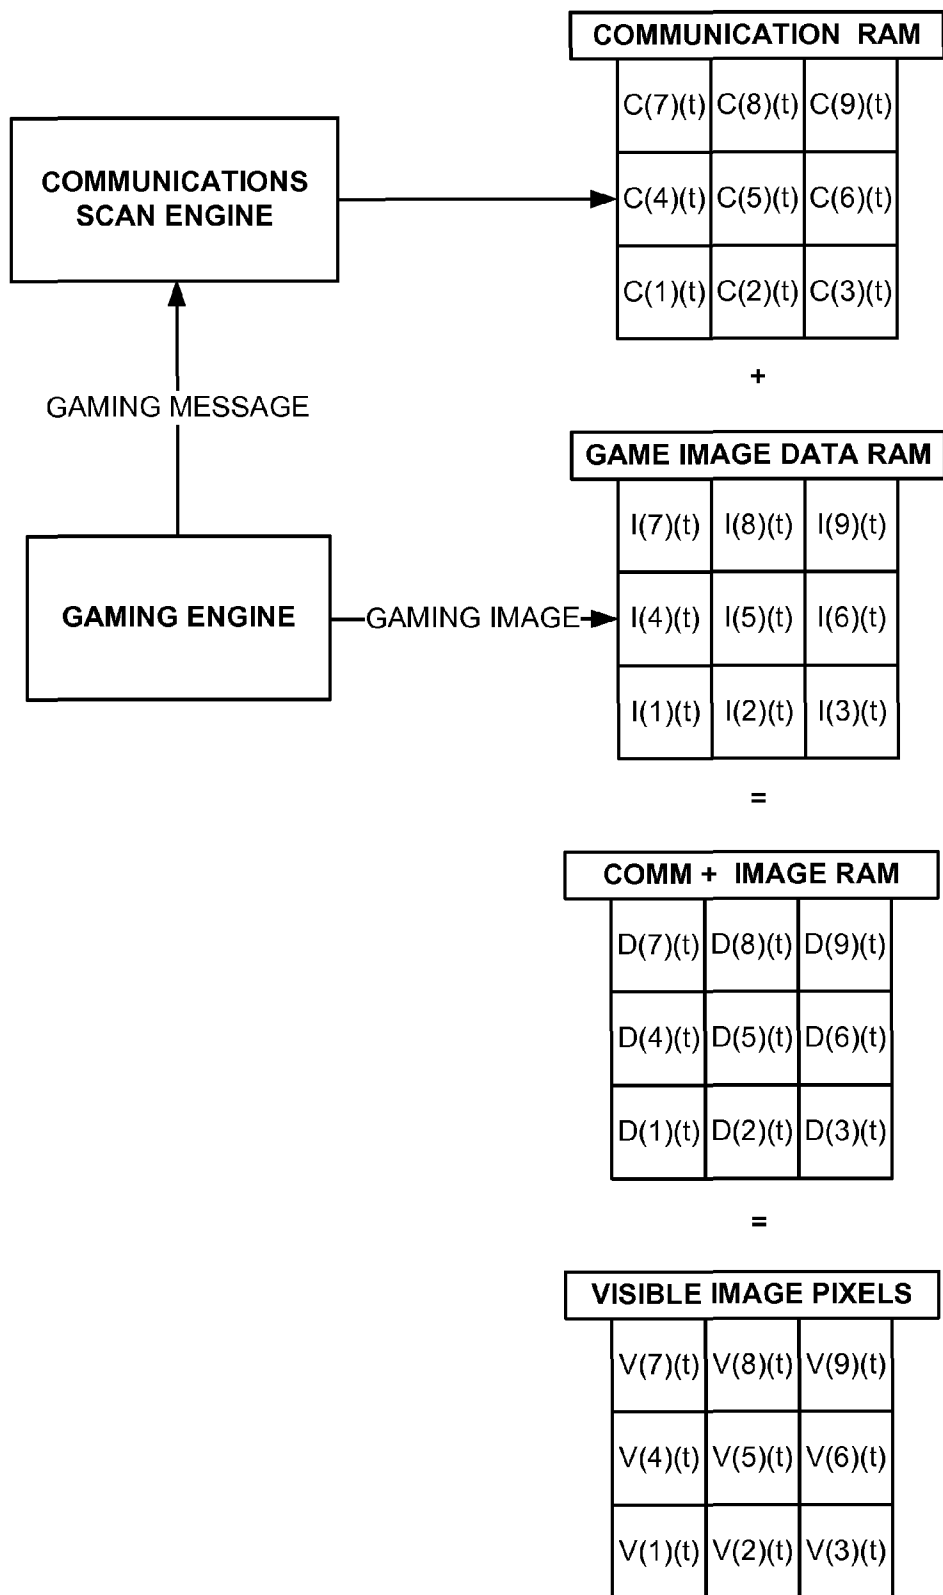 COMMUNICATION RAM
C(7)(t) C(8)(t) C(9)(t)
COMMUNICATIONS
SCAN ENGINE
C(4)(t) C(5)(t) C(6)(t)
C(1)(t) C(2)(t) C(3)(t)
+
GAMING MESSAGE
GAME IMAGE DATA RAM
I(7)(t) I(8)(t) I(9)(t)
GAMING ENGINE
GAMING IMAGE
I(4)(t) I(5)(t) I(6)(t)
I(1)(t) I(2)(t) I(3)(t)
=
COMM + IMAGE RAM
D(7)(t) D(8)(t) D(9)(t)
D(4)(t) D(5)(t) D(6)(t)
D(1)(t) D(2)(t) D(3)(t)
=
VISIBLE IMAGE PIXELS
V(7)(t) V(8)(t) V(9)(t)
V(4)(t) V(5)(t) V(6)(t)
V(1)(t) V(2)(t) V(3)(t)